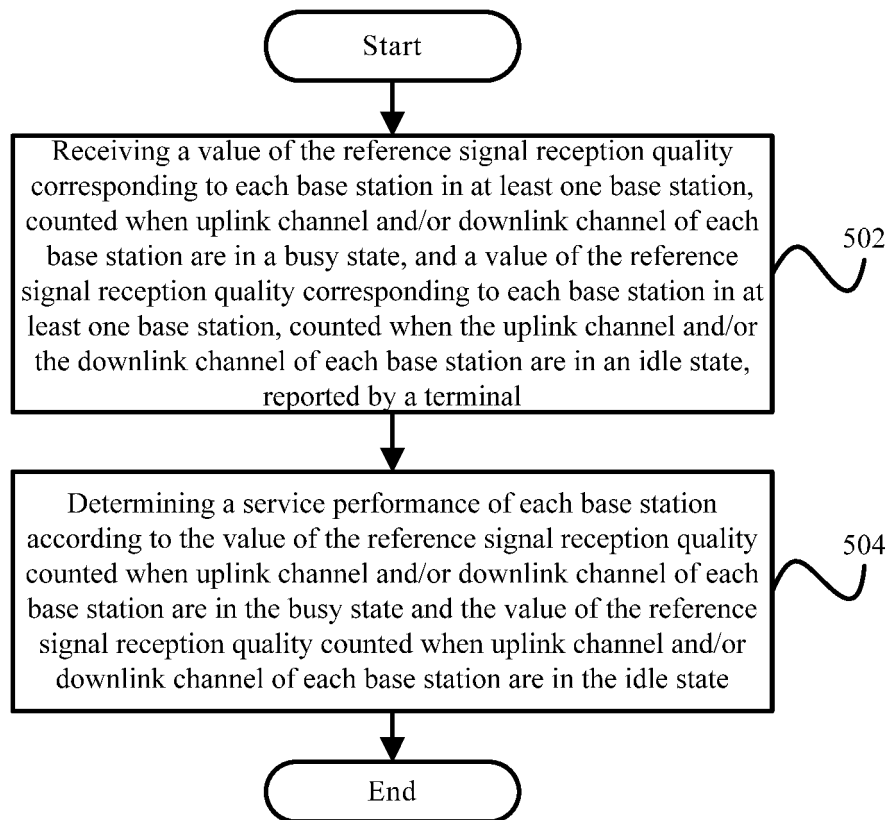 Start
Receiving a value of the reference signal reception quality
corresponding to each base station in at least one base station,
counted when uplink channel and/or downlink channel of each
base station are in a busy state, and a value of the reference
signal reception quality corresponding to each base station in at
least one base station, counted when the uplink channel and/or
the downlink channel of each base station are in an idle state,
reported by a terminal
502
Determining a service performance of each base station
according to the value of the reference signal reception quality
counted when uplink channel and/or downlink channel of each
base station are in the busy state and the value of the reference
signal reception quality counted when uplink channel and/or
downlink channel of each base station are in the idle state
504
End